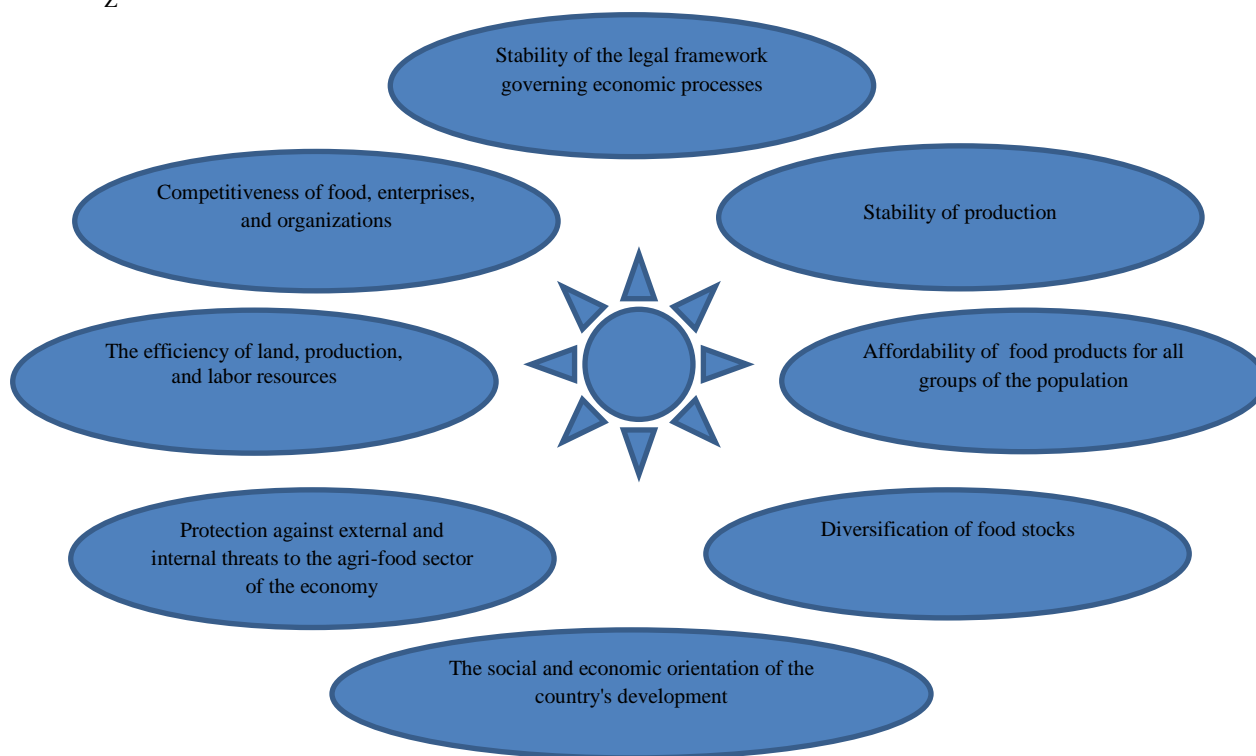 Z
Stability of the legal framework
governing economic processes
Competitiveness of food, enterprises,
and organizations
Stability of production
The efficiency of land, production,
and labor resources
Affordability of food products for all
groups of the population
Protection against external and
internal threats to the agri-food sector
of the economy
Diversification of food stocks
The social and economic orientation of the
country's development